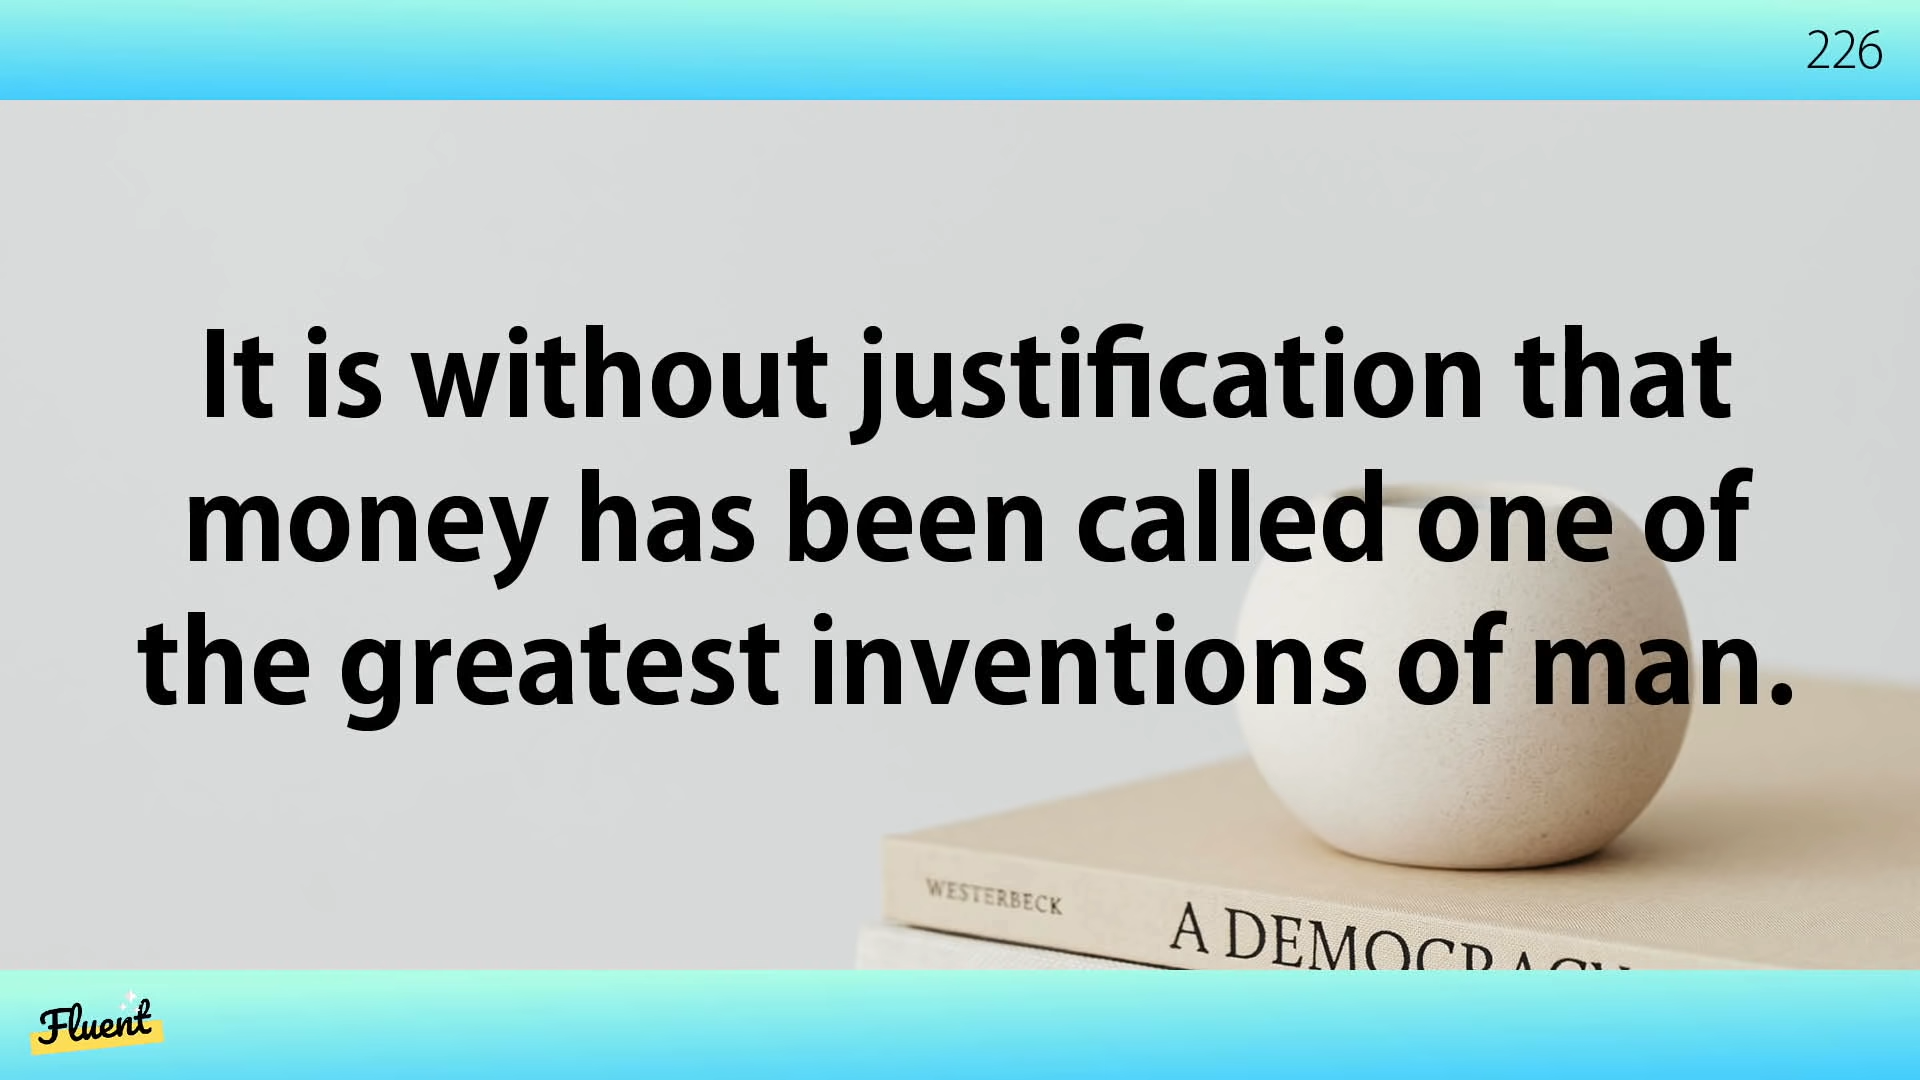 226
It is without justification that
money has been called one of
the greatest inventions of man.
WESTERBECK
A DEMOCRACY
Fluent